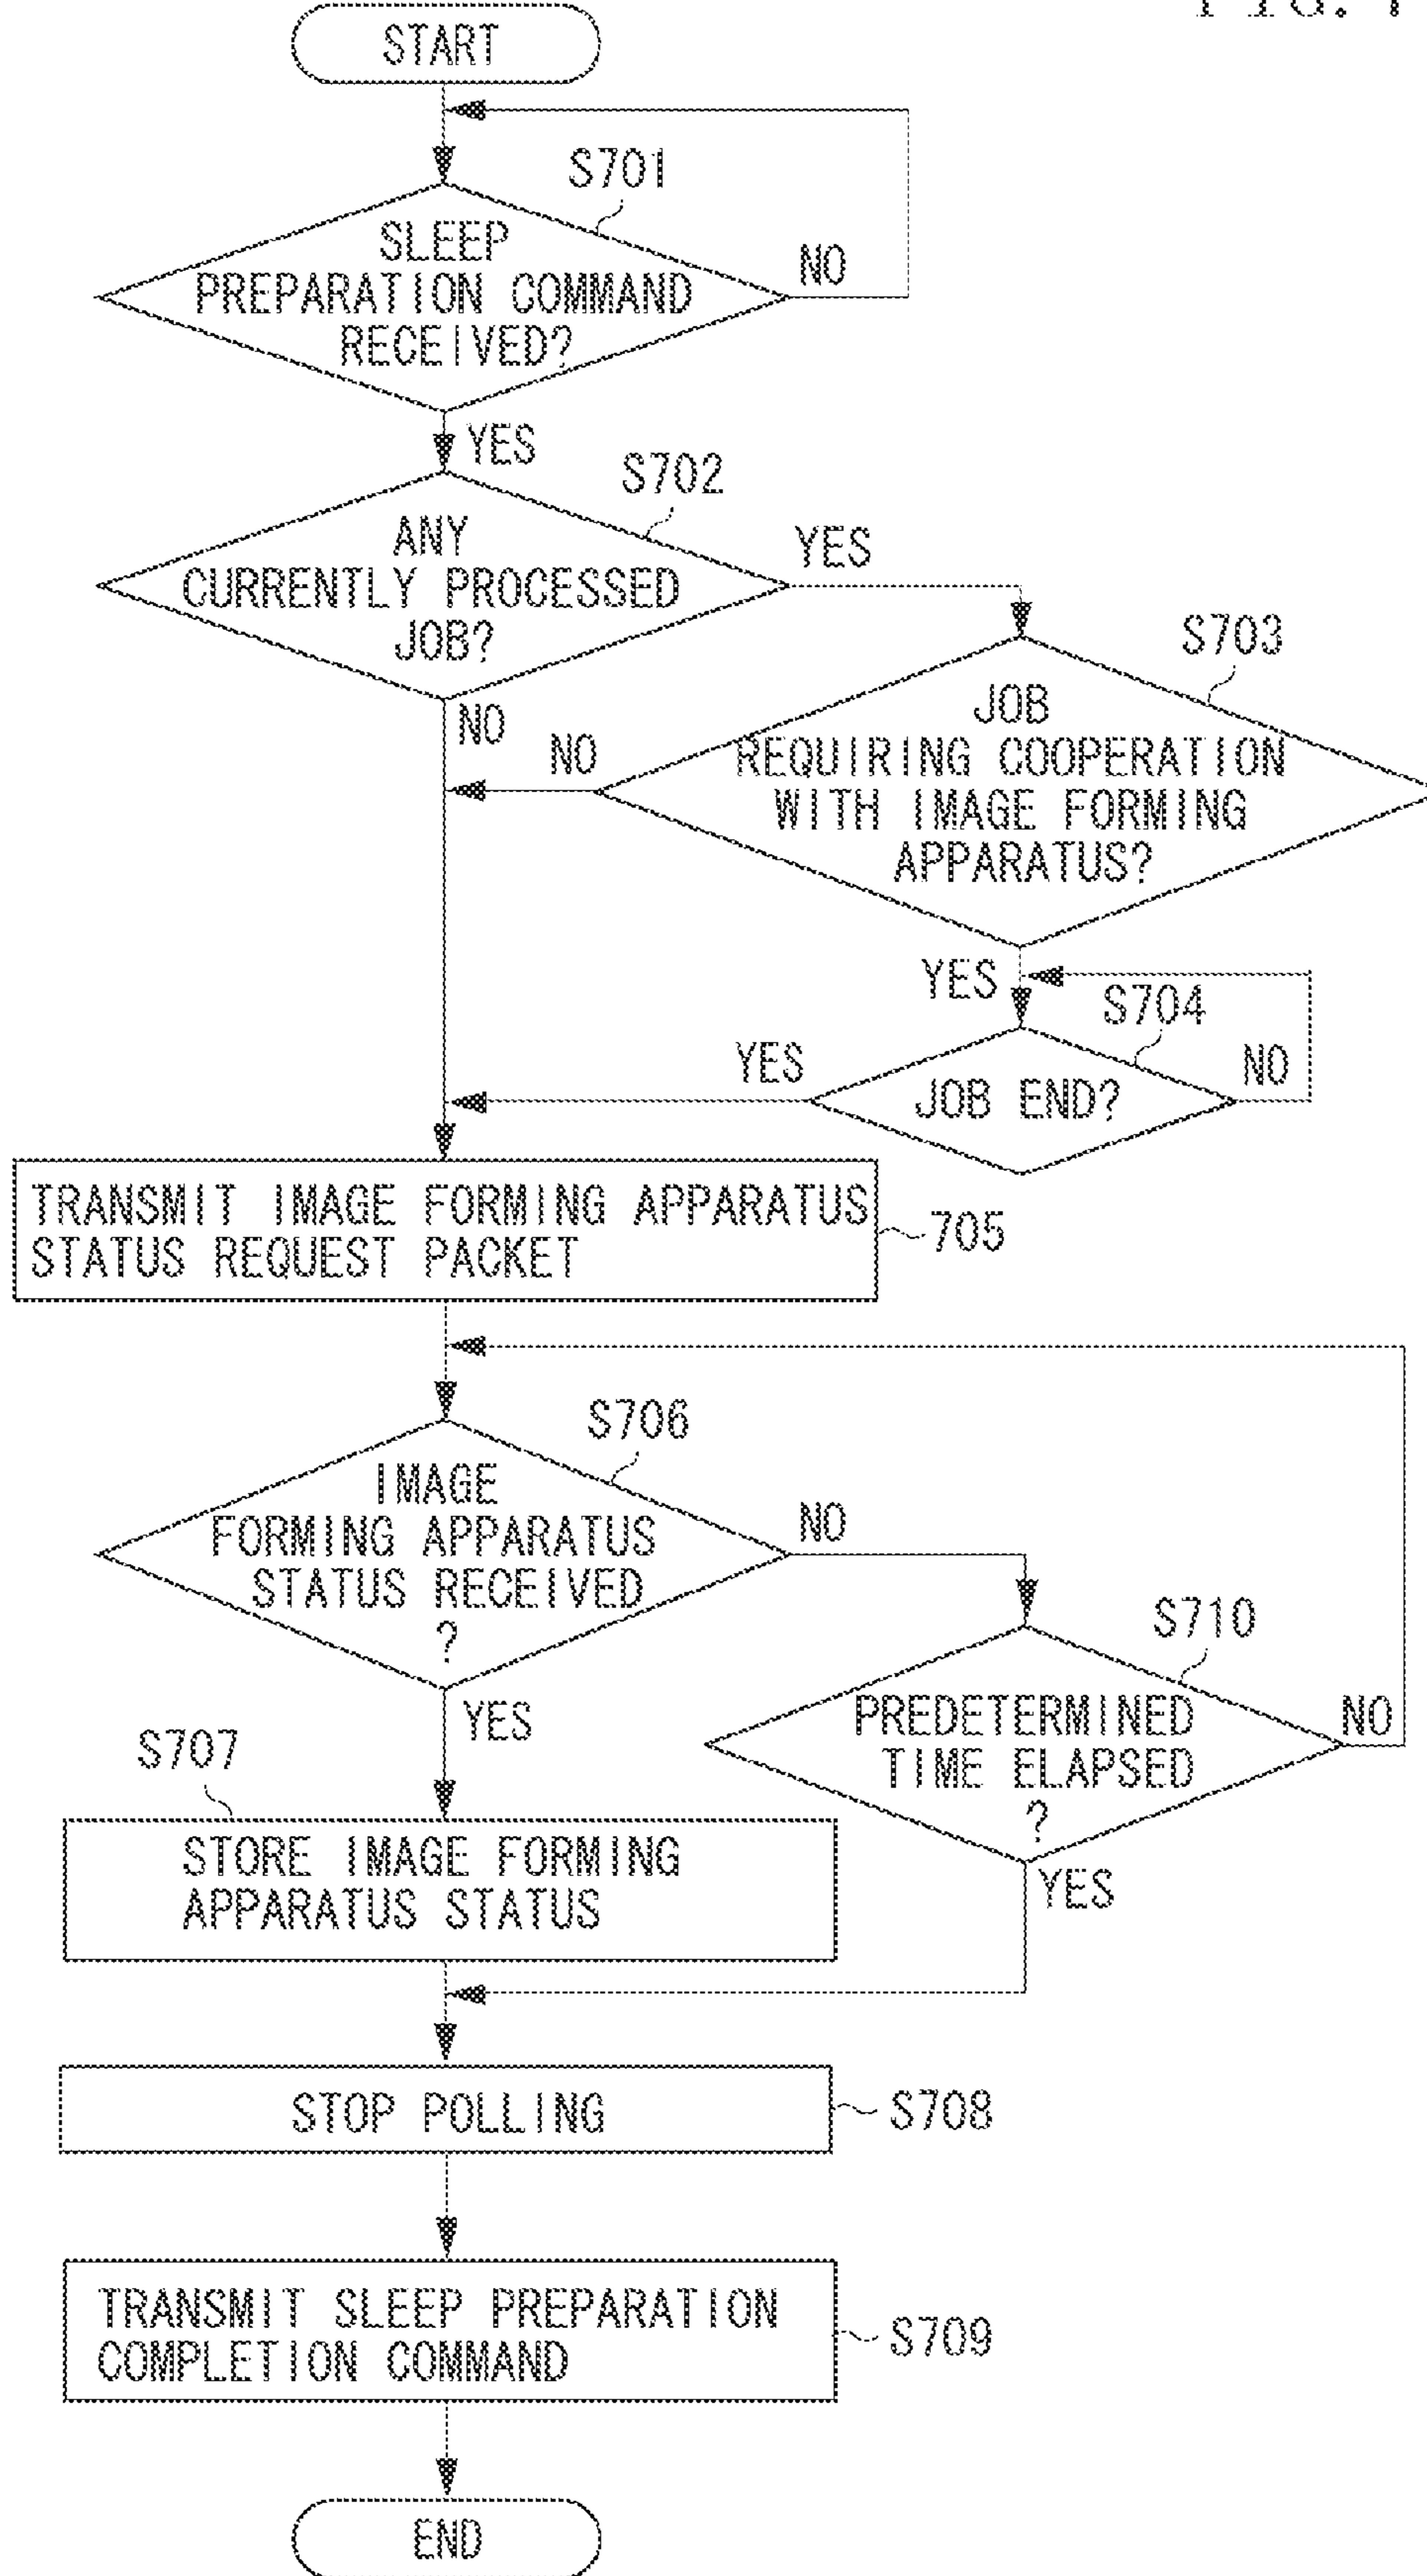 START
S701
SLEEP
PREPARATION COMMAND
RECEIVED?
NO
YES
S702
ANY
CURRENTLY PROCESSED
JOB?
YES
NO
S703
JOB
REQUIRING COOPERATION
WITH IMAGE FORMING
APPARATUS?
NO
YES
S704
JOB END?
NO
YES
TRANSMIT IMAGE FORMING APPARATUS
STATUS REQUEST PACKET
705
S706
IMAGE
FORMING APPARATUS
STATUS RECEIVED
?
NO
YES
S710
PREDETERMINED
TIME ELAPSED
?
NO
YES
S707
STORE IMAGE FORMING
APPARATUS STATUS
STOP POLLING
S708
TRANSMIT SLEEP PREPARATION
COMPLETION COMMAND
S709
END